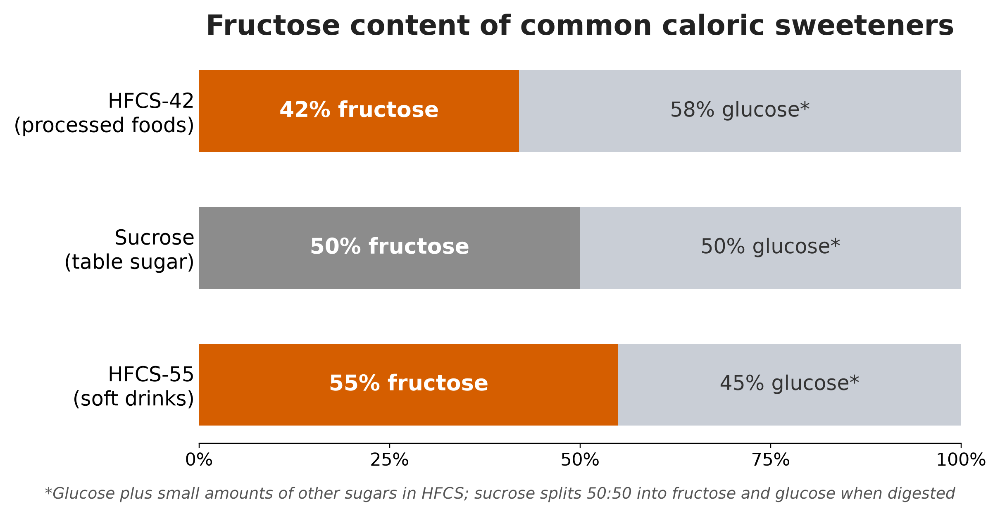 Fructose content of common caloric sweeteners
HFCS-42
(processed foods)
42% fructose
58% glucose*
Sucrose
(table sugar)
50% fructose
50% glucose*
HFCS-55
(soft drinks)
55% fructose
45% glucose*
0%
25%
50%
75%
100%
*Glucose plus small amounts of other sugars in HFCS; sucrose splits 50:50 into fructose and glucose when digested